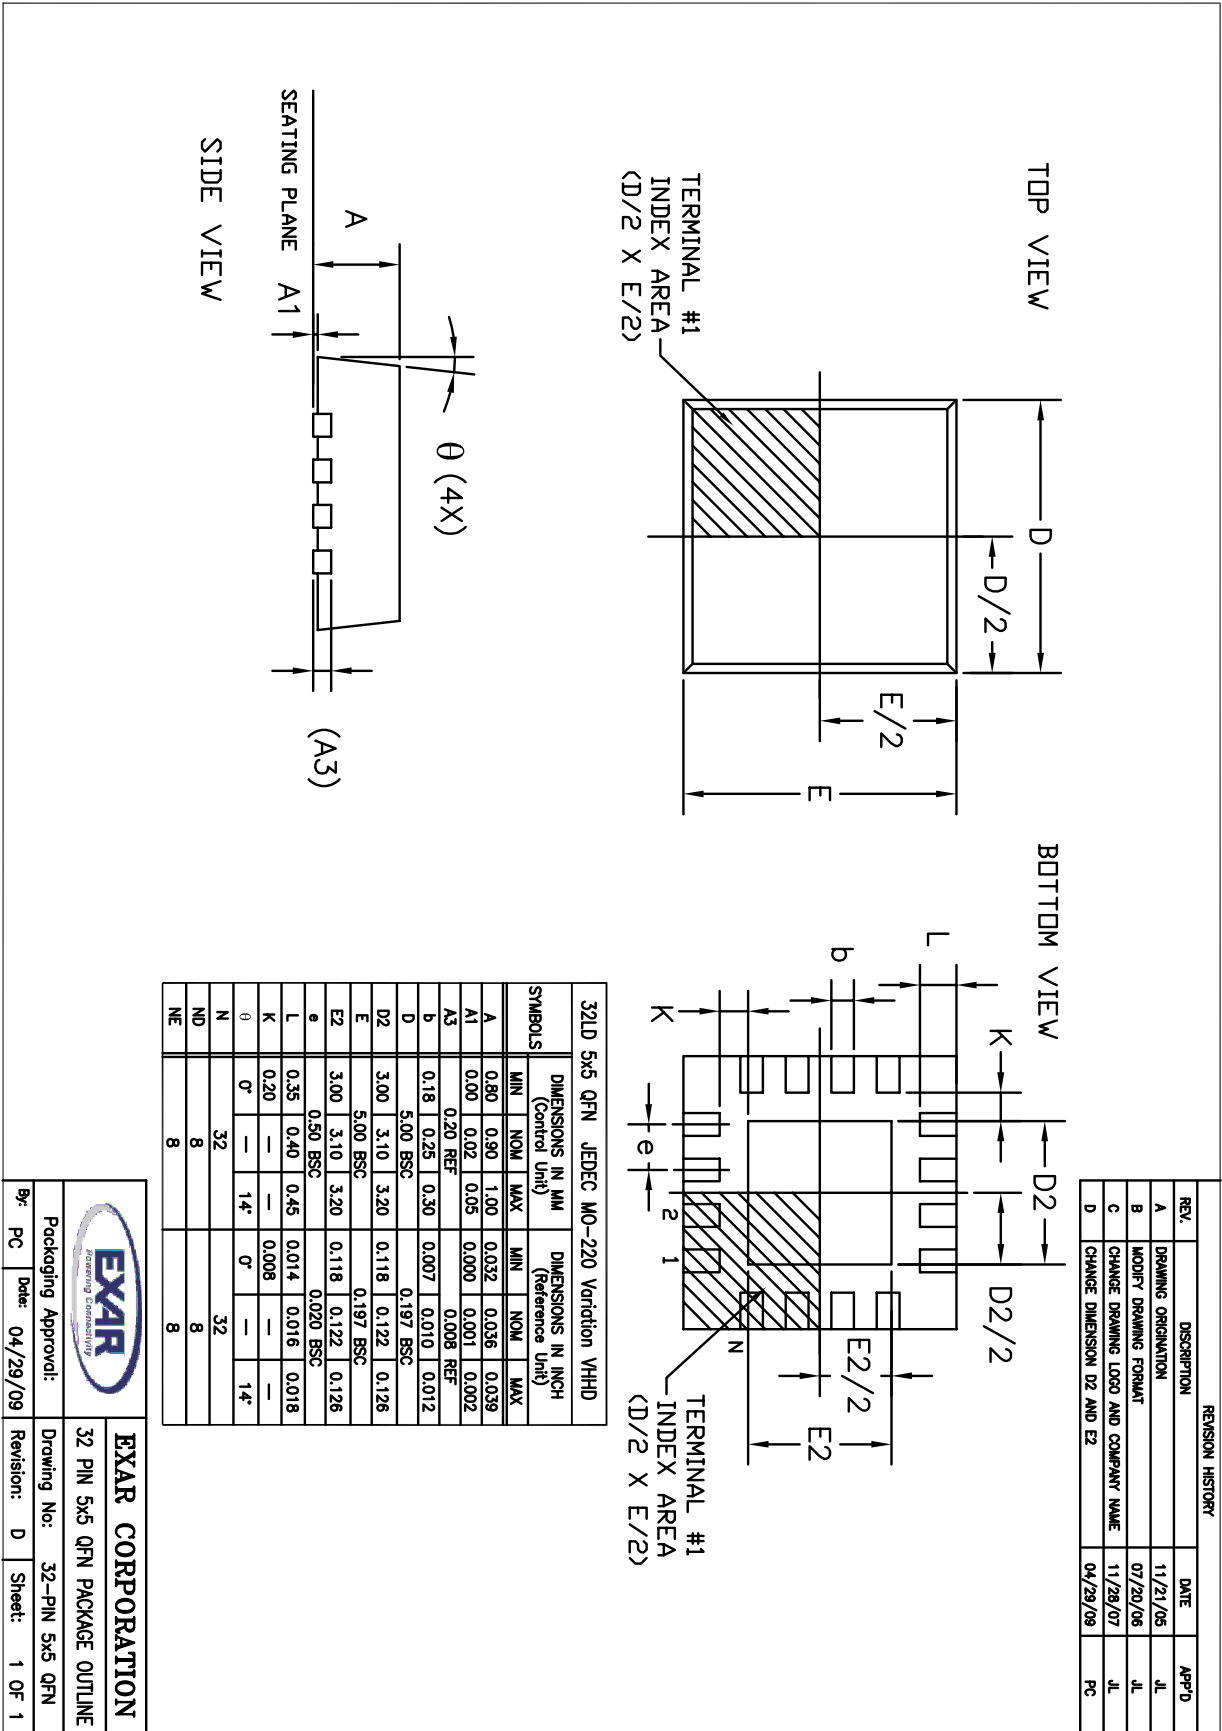 REVISION HISTORY
REV. DISCRIPTION DATE APP'D
A DRAWING ORIGINATION 11/21/05 JL
B MODIFY DRAWING FORMAT 07/20/06 JL
C CHANGE DRAWING LOGO AND COMPANY NAME 11/28/07 JL
D CHANGE DIMENSION D2 AND E2 04/29/09 PC
TOP VIEW
D
D/2
E/2
E
TERMINAL #1
INDEX AREA
(D/2 X E/2)
BOTTOM VIEW
L
b
K
K
D2
D2/2
e
2
1
N
E2/2
E2
TERMINAL #1
INDEX AREA
(D/2 X E/2)
θ (4X)
A
SEATING PLANE
A1
(A3)
SIDE VIEW
32LD 5x5 QFN JEDEC MO-220 Variation VHHD
SYMBOLS DIMENSIONS IN MM (Control Unit) DIMENSIONS IN INCH (Reference Unit)
MIN NOM MAX MIN NOM MAX
A 0.80 0.90 1.00 0.032 0.036 0.039
A1 0.00 0.02 0.05 0.000 0.001 0.002
A3 0.20 REF 0.008 REF
b 0.18 0.25 0.30 0.007 0.010 0.012
D 5.00 BSC 0.197 BSC
D2 3.00 3.10 3.20 0.118 0.122 0.126
E 5.00 BSC 0.197 BSC
E2 3.00 3.10 3.20 0.118 0.122 0.126
e 0.50 BSC 0.020 BSC
L 0.35 0.40 0.45 0.014 0.016 0.018
K 0.20 — — 0.008 — —
θ 0° — 14° 0° — 14°
N 32 32
ND 8 8
NE 8 8
EXAR
Powering Connectivity
EXAR CORPORATION
32 PIN 5x5 QFN PACKAGE OUTLINE
Packaging Approval:
Drawing No: 32-PIN 5x5 QFN
By: PC Date: 04/29/09 Revision: D Sheet: 1 OF 1